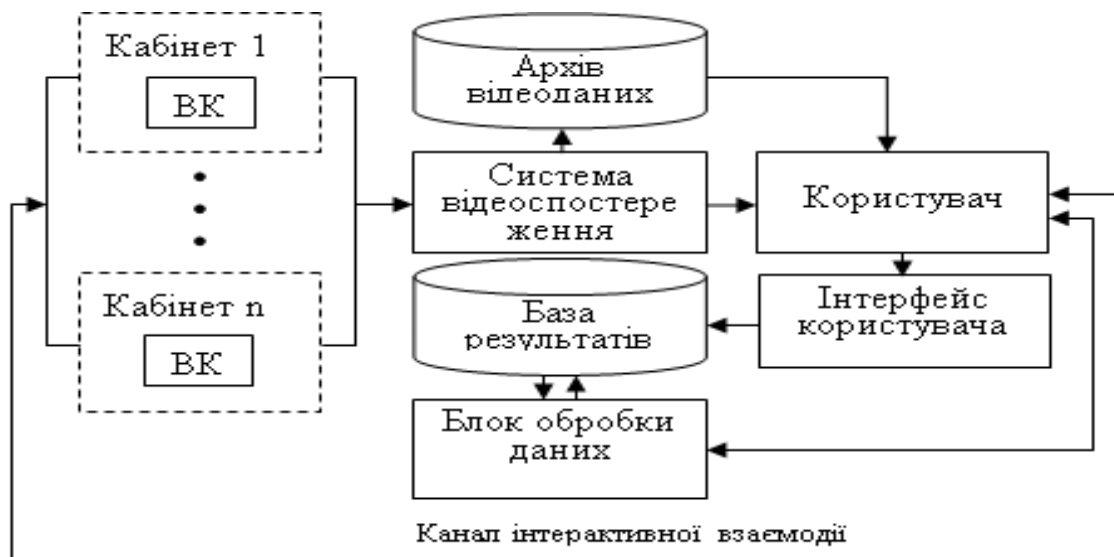 Кабінет 1
ВК
Кабінет n
ВК
Архів
відеоданих
Система
відеоспостере
ження
Користувач
База
результатів
Інтерфейс
користувача
Блок обробки
даних
Канал інтерактивної взаємодії